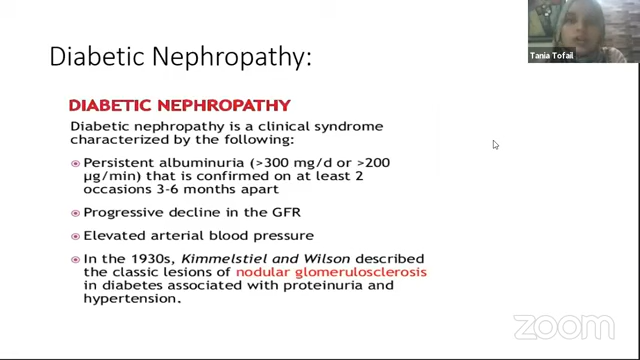 Diabetic Nephropathy:
Tania Tofail
DIABETIC NEPHROPATHY
Diabetic nephropathy is a clinical syndrome
characterized by the following:
Persistent albuminuria (>300 mg/d or >200
μg/min) that is confirmed on at least 2
occasions 3-6 months apart
Progressive decline in the GFR
Elevated arterial blood pressure
In the 1930s, Kimmelstiel and Wilson described
the classic lesions of nodular glomerulosclerosis
in diabetes associated with proteinuria and
hypertension.
zoom